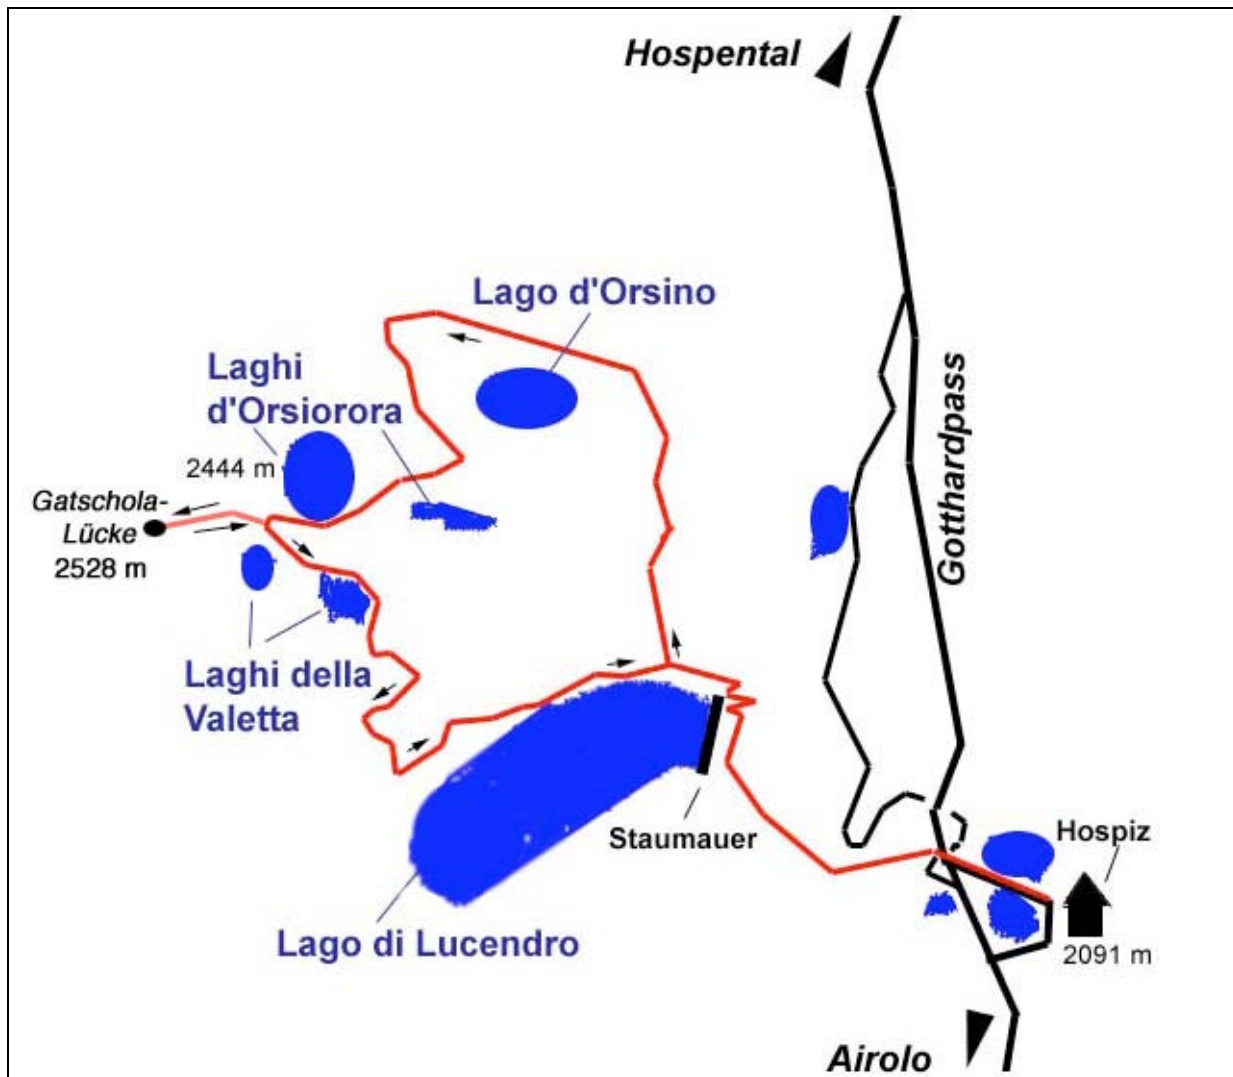 Hospental
Lago d'Orsino
Laghi
d'Orsiorora
2444 m
Gatschola-
Lücke
2528 m
Gotthardpass
Laghi della
Valetta
Staumauer
Hospiz
2091 m
Lago di Lucendro
Airolo